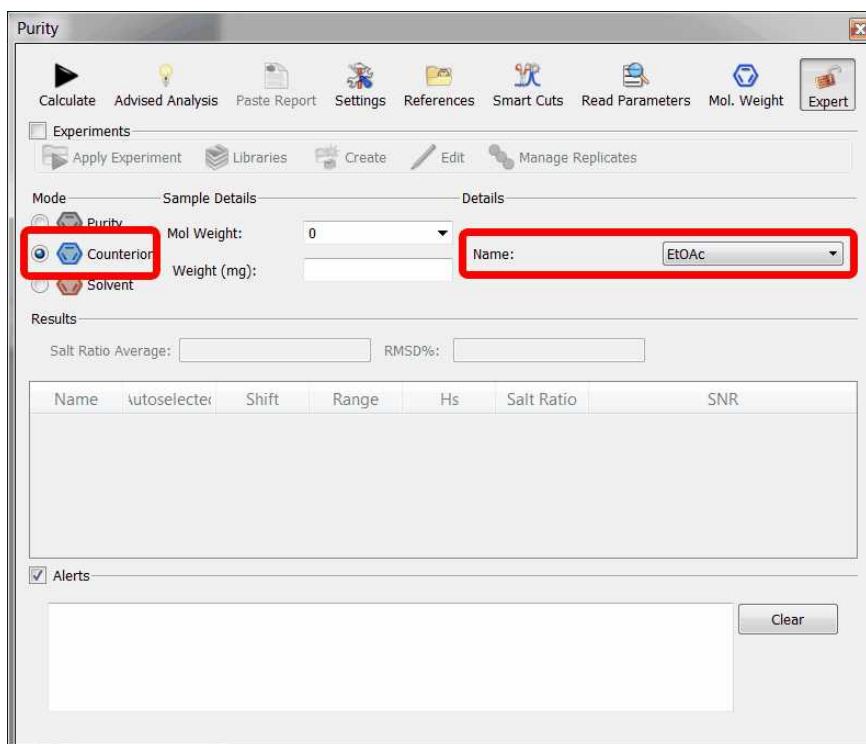 Purity
Calculate Advised Analysis Paste Report Settings References Smart Cuts Read Parameters Mol. Weight Expert
Experiments
Apply Experiment Libraries Create Edit Manage Replicates
Mode Sample Details Details
Purity
Mol Weight: 0
Counterion Name: EtOAc
Weight (mg):
Solvent
Results
Salt Ratio Average: RMSD%:
Name Autoselected Shift Range Hs Salt Ratio SNR
Alerts
Clear